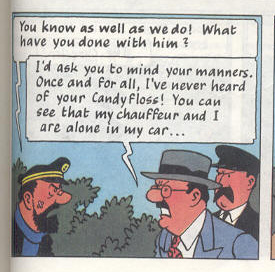 You know as well as we do! What
have you done with him?
I'd ask you to mind your manners.
Once and for all, I've never heard
of your Candyfloss! You can
see that my chauffeur and I
are alone in my car...